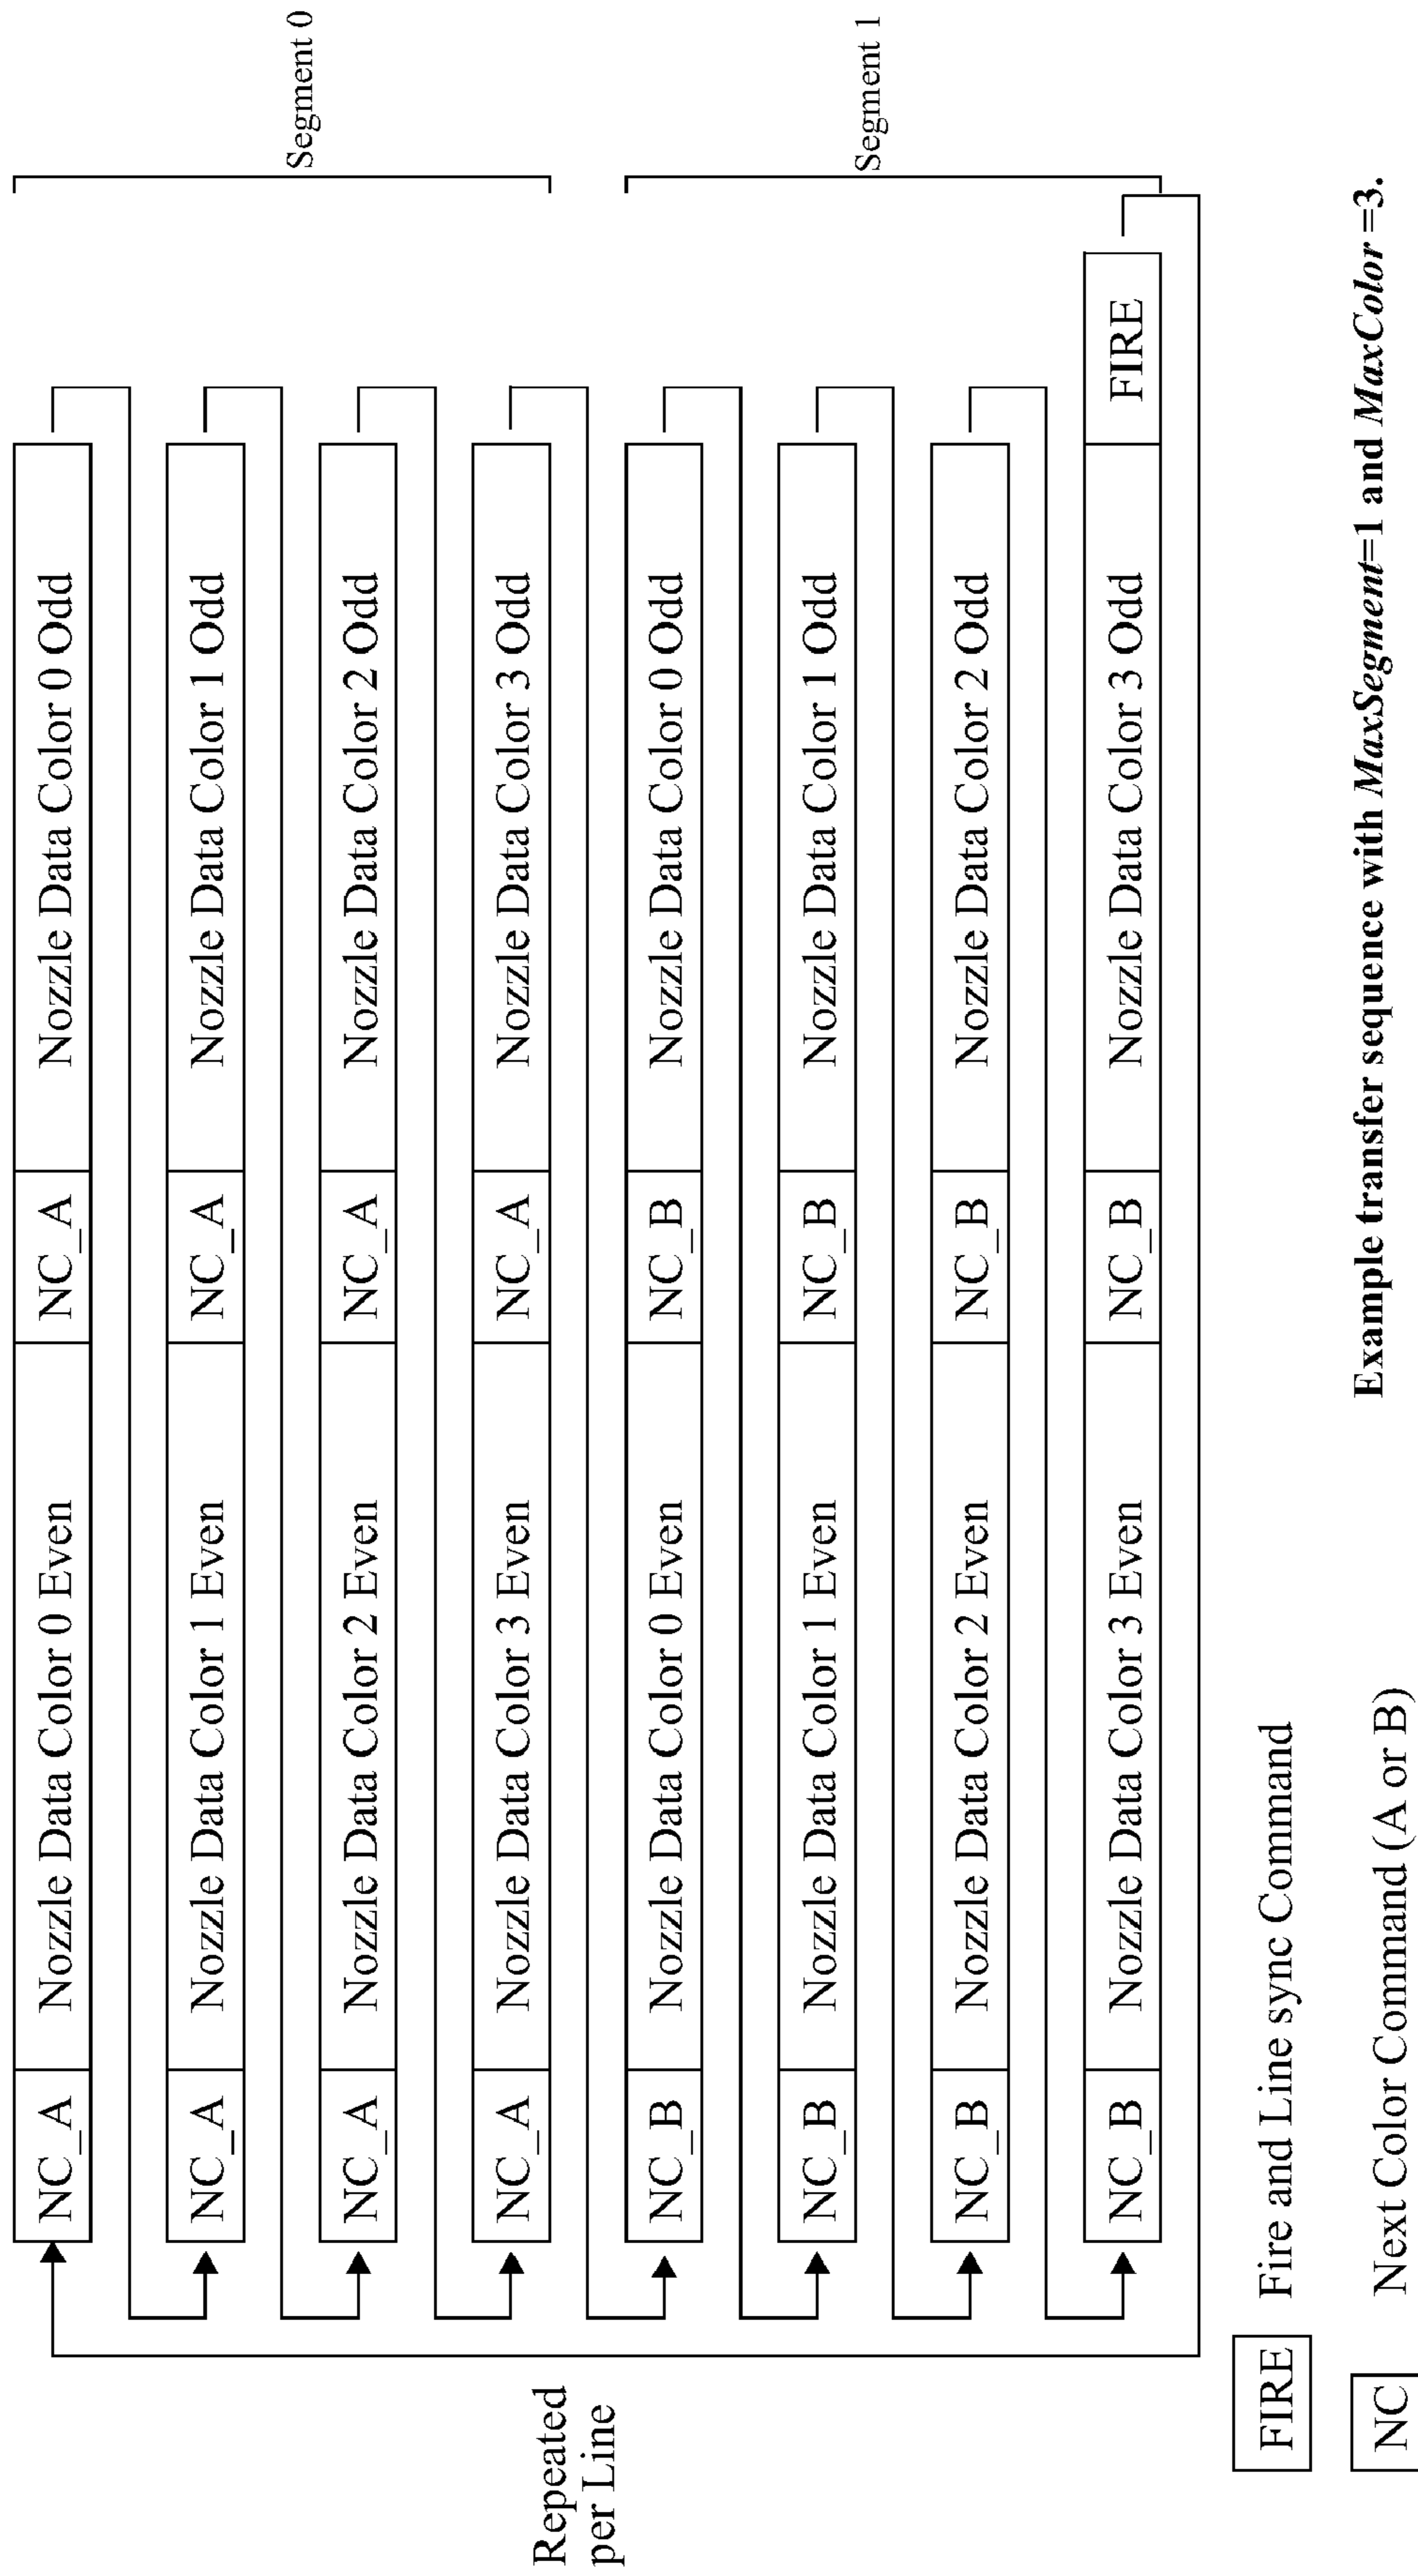 NC_A Nozzle Data Color 0 Even NC_A Nozzle Data Color 0 Odd
NC_A Nozzle Data Color 1 Even NC_A Nozzle Data Color 1 Odd
NC_A Nozzle Data Color 2 Even NC_A Nozzle Data Color 2 Odd
NC_A Nozzle Data Color 3 Even NC_A Nozzle Data Color 3 Odd
Segment 0
NC_B Nozzle Data Color 0 Even NC_B Nozzle Data Color 0 Odd
NC_B Nozzle Data Color 1 Even NC_B Nozzle Data Color 1 Odd
NC_B Nozzle Data Color 2 Even NC_B Nozzle Data Color 2 Odd
NC_B Nozzle Data Color 3 Even NC_B Nozzle Data Color 3 Odd FIRE
Segment 1
Repeated
per Line
FIRE Fire and Line sync Command
NC Next Color Command (A or B)
Example transfer sequence with MaxSegment=1 and MaxColor =3.